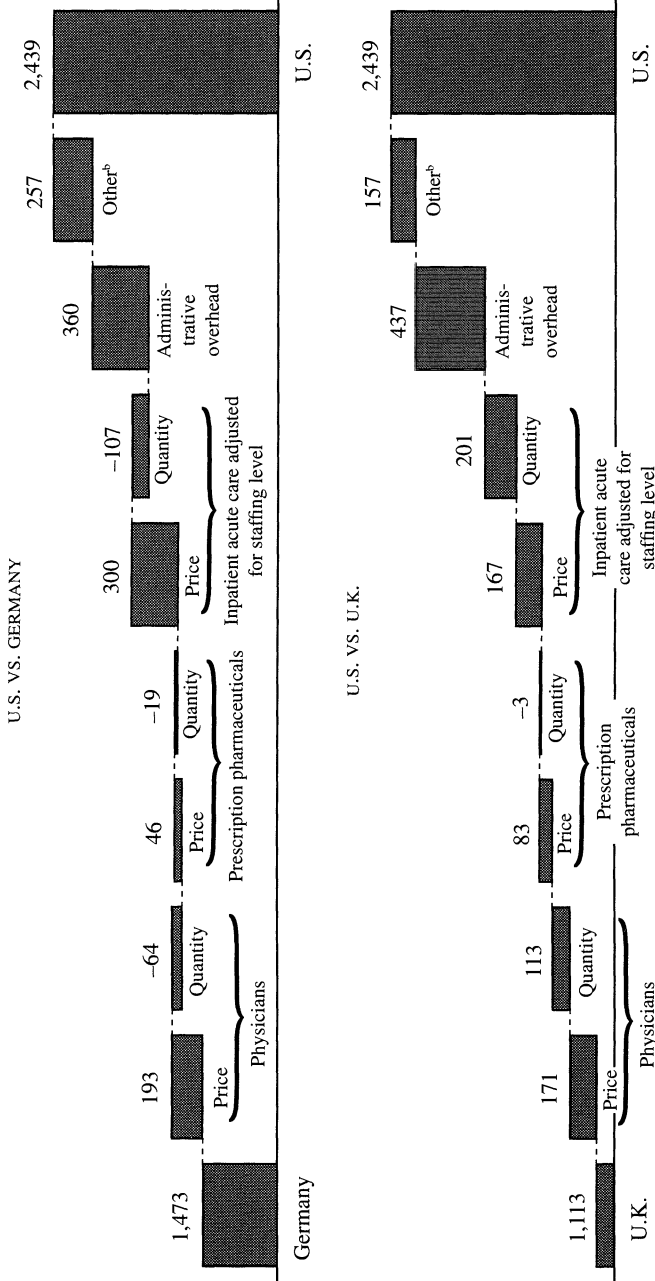 U.S. VS. GERMANY
1,473
193
−64
46
−19
300
−107
360
257
2,439
Price
Quantity
Price
Quantity
Price
Quantity
Adminis-
trative
overhead
Other^b
Germany
Physicians
Prescription pharmaceuticals
Inpatient acute care adjusted
for staffing level
U.S.
U.S. VS. U.K.
1,113
171
113
83
−3
167
201
437
157
2,439
Price
Quantity
Price
Quantity
Price
Quantity
Adminis-
trative
overhead
Other^b
U.K.
Physicians
Prescription
pharmaceuticals
Inpatient acute
care adjusted for
staffing level
U.S.